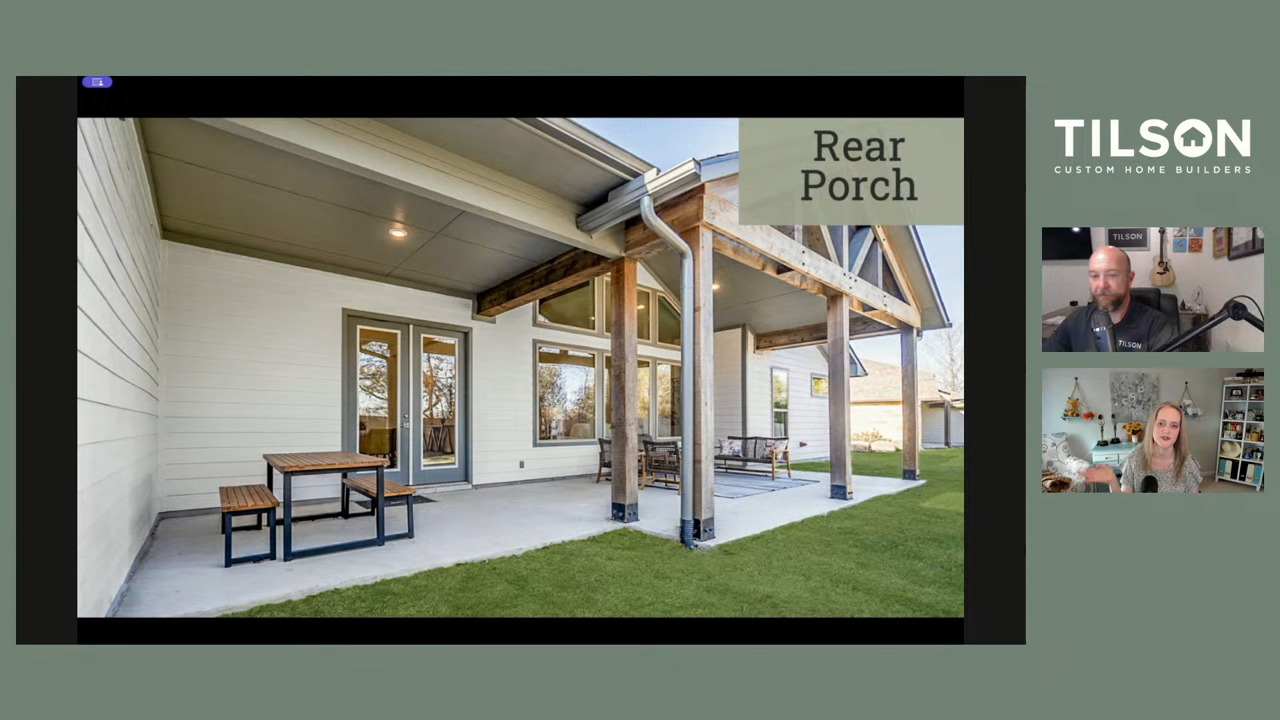 Rear
Porch
TILSON
CUSTOM HOME BUILDERS
TILSON
TILSON